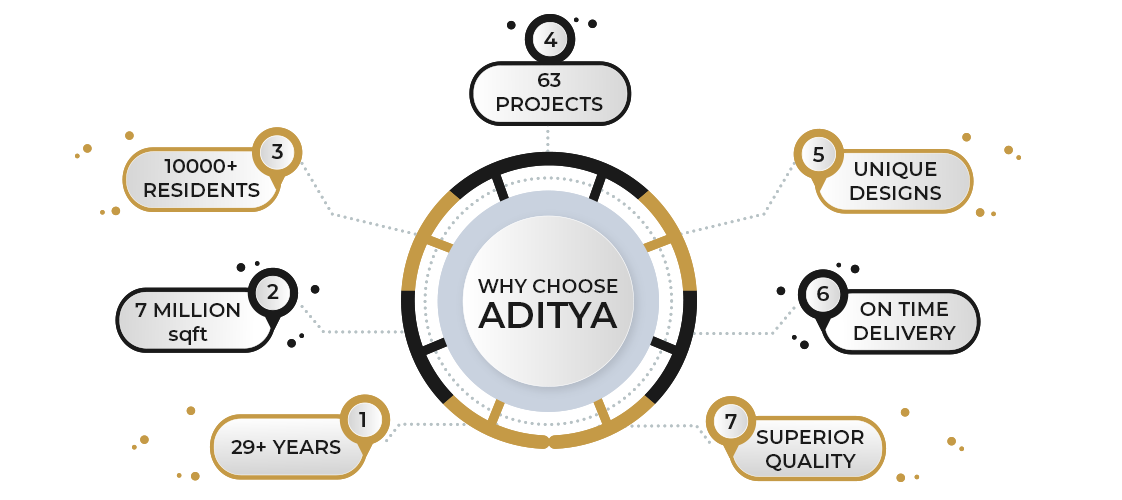 4
63
PROJECTS
3
10000+
RESIDENTS
5
UNIQUE
DESIGNS
WHY CHOOSE
ADITYA
2
7 MILLION
sqft
6
ON TIME
DELIVERY
1
29+ YEARS
7
SUPERIOR
QUALITY